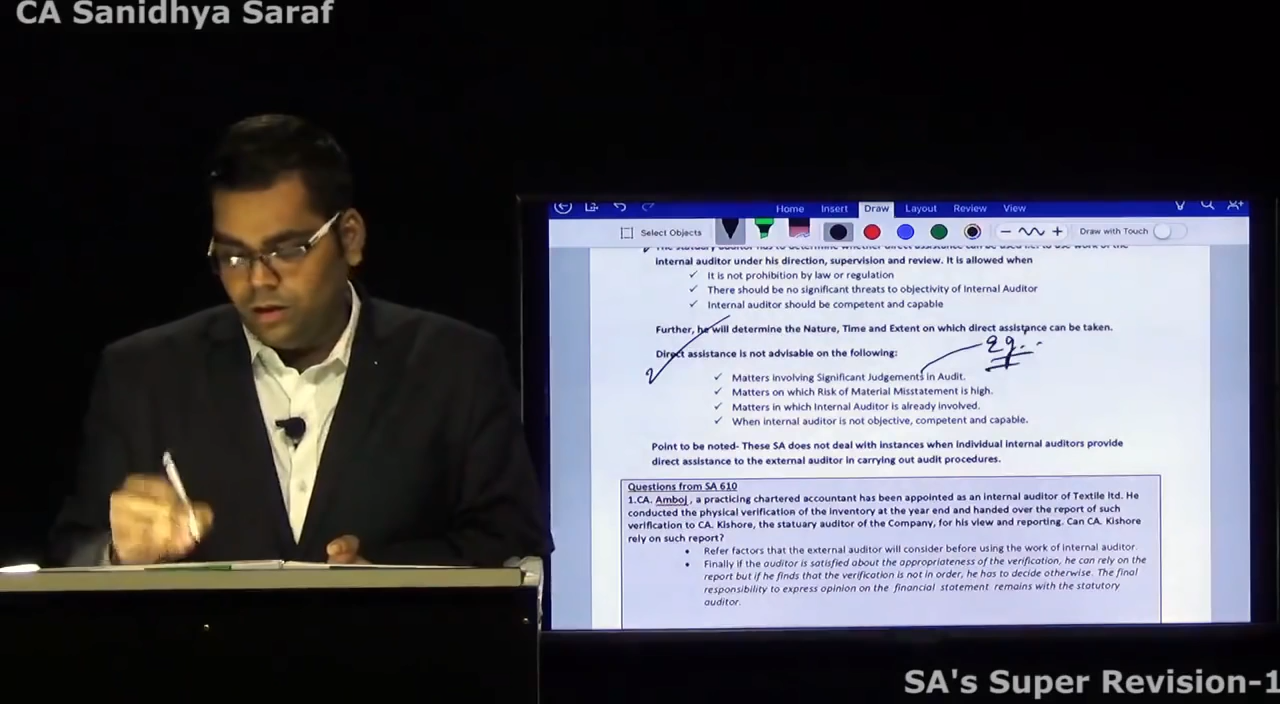 CA Sanidhya Saraf
Home Insert Draw Layout Review View
Select Objects
Draw with Touch
internal auditor under his direction, supervision and review. It is allowed when
✓ It is not prohibition by law or regulation
✓ There should be no significant threats to objectivity of Internal Auditor
✓ Internal auditor should be competent and capable
Further, he will determine the Nature, Time and Extent on which direct assistance can be taken.
eg..
Direct assistance is not advisable on the following:
✓ Matters involving Significant Judgements in Audit.
✓ Matters on which Risk of Material Misstatement is high.
✓ Matters in which Internal Auditor is already involved.
✓ When internal auditor is not objective, competent and capable.
Point to be noted- These SA does not deal with instances when individual internal auditors provide
direct assistance to the external auditor in carrying out audit procedures.
Questions from SA 610
1.CA. Amboj , a practicing chartered accountant has been appointed as an internal auditor of Textile ltd. He
conducted the physical verification of the inventory at the year end and handed over the report of such
verification to CA. Kishore, the statuary auditor of the Company, for his view and reporting. Can CA. Kishore
rely on such report?
• Refer factors that the external auditor will consider before using the work of internal auditor.
• Finally if the auditor is satisfied about the appropriateness of the verification, he can rely on the
report but if he finds that the verification is not in order, he has to decide otherwise. The final
responsibility to express opinion on the financial statement remains with the statutory
auditor.
SA's Super Revision-1